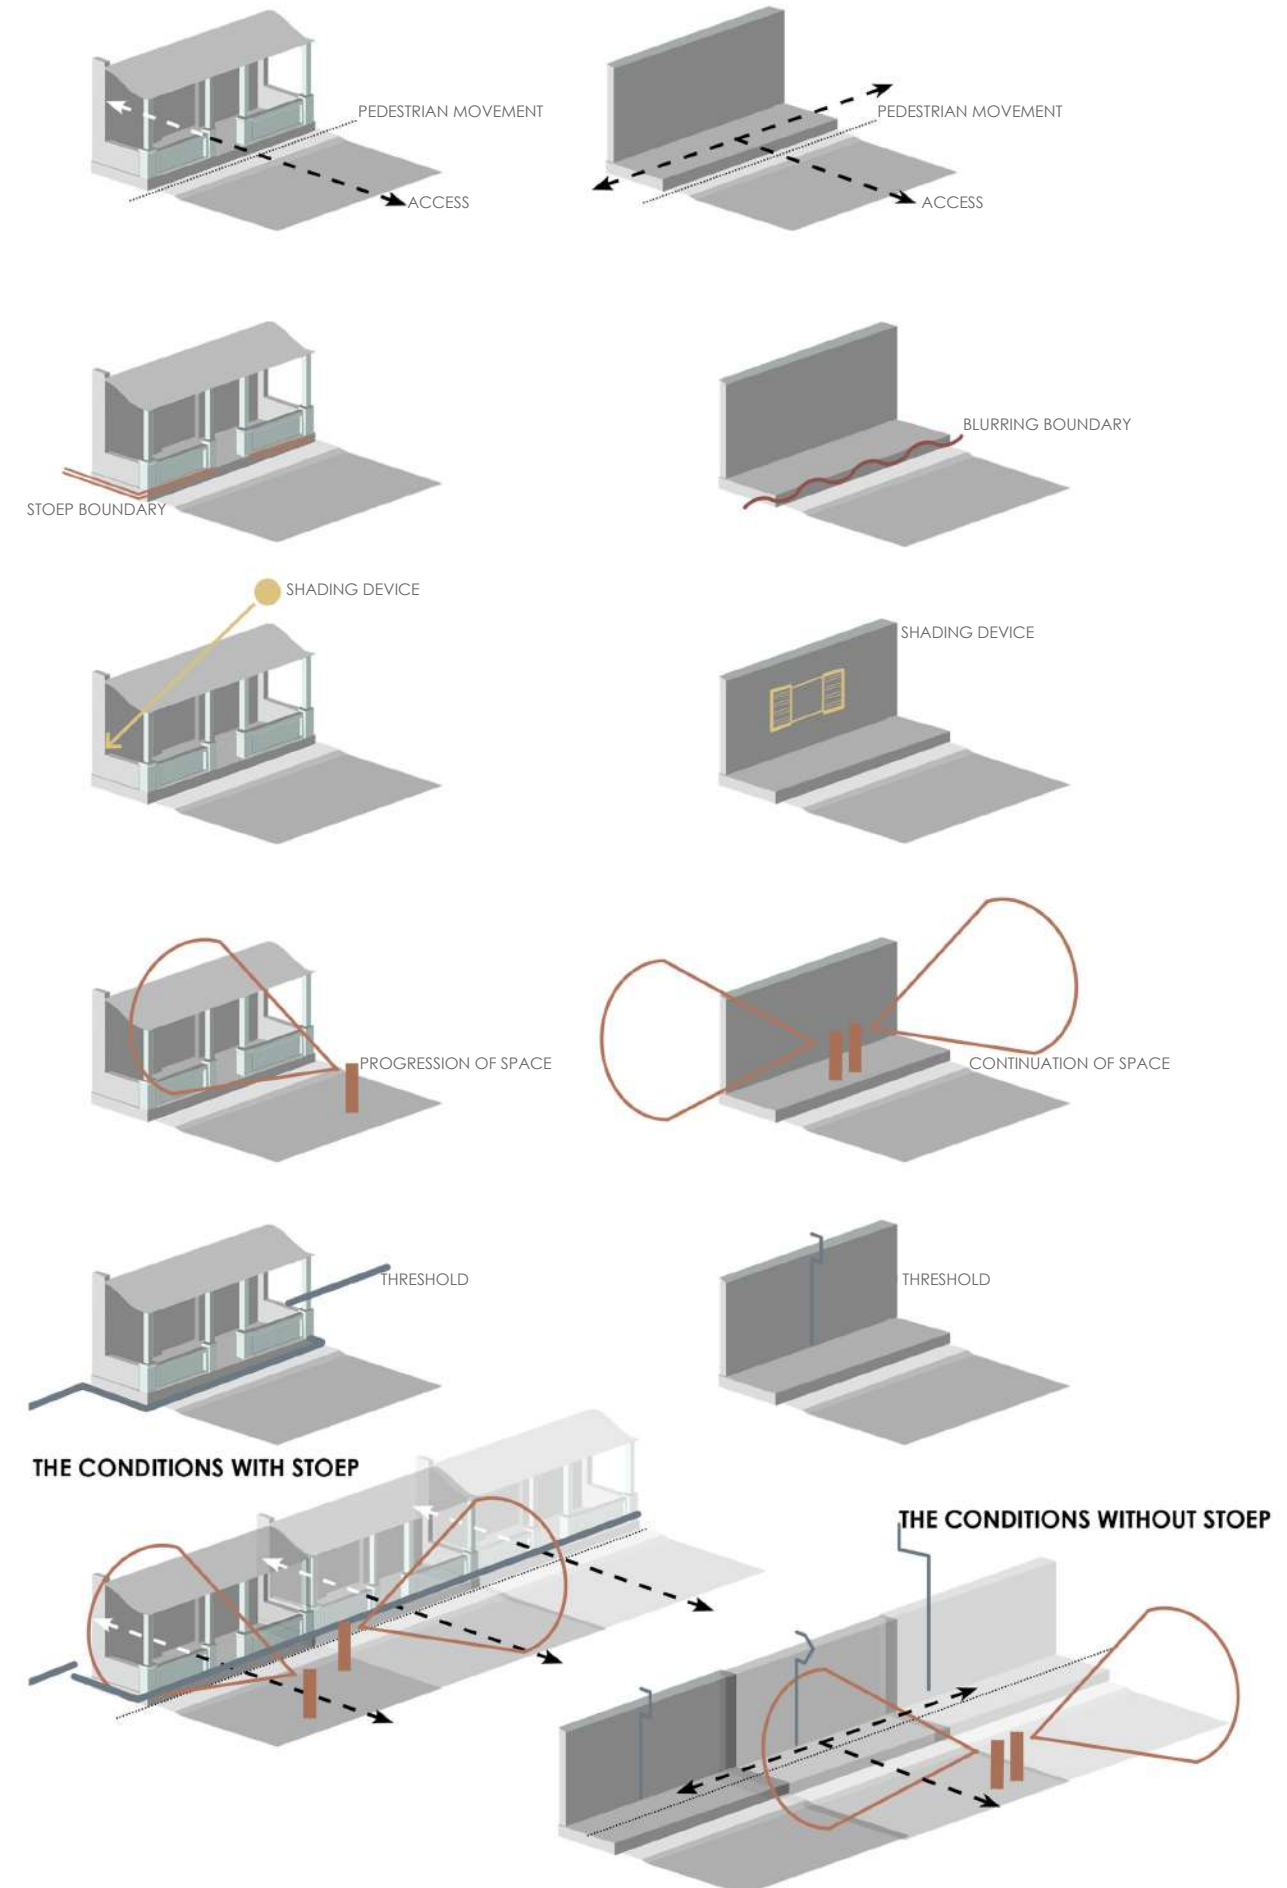 PEDESTRIAN MOVEMENT
PEDESTRIAN MOVEMENT
ACCESS
ACCESS
BLURRING BOUNDARY
STOEP BOUNDARY
SHADING DEVICE
SHADING DEVICE
PROGRESSION OF SPACE
CONTINUATION OF SPACE
THRESHOLD
THRESHOLD
THE CONDITIONS WITH STOEP
THE CONDITIONS WITHOUT STOEP